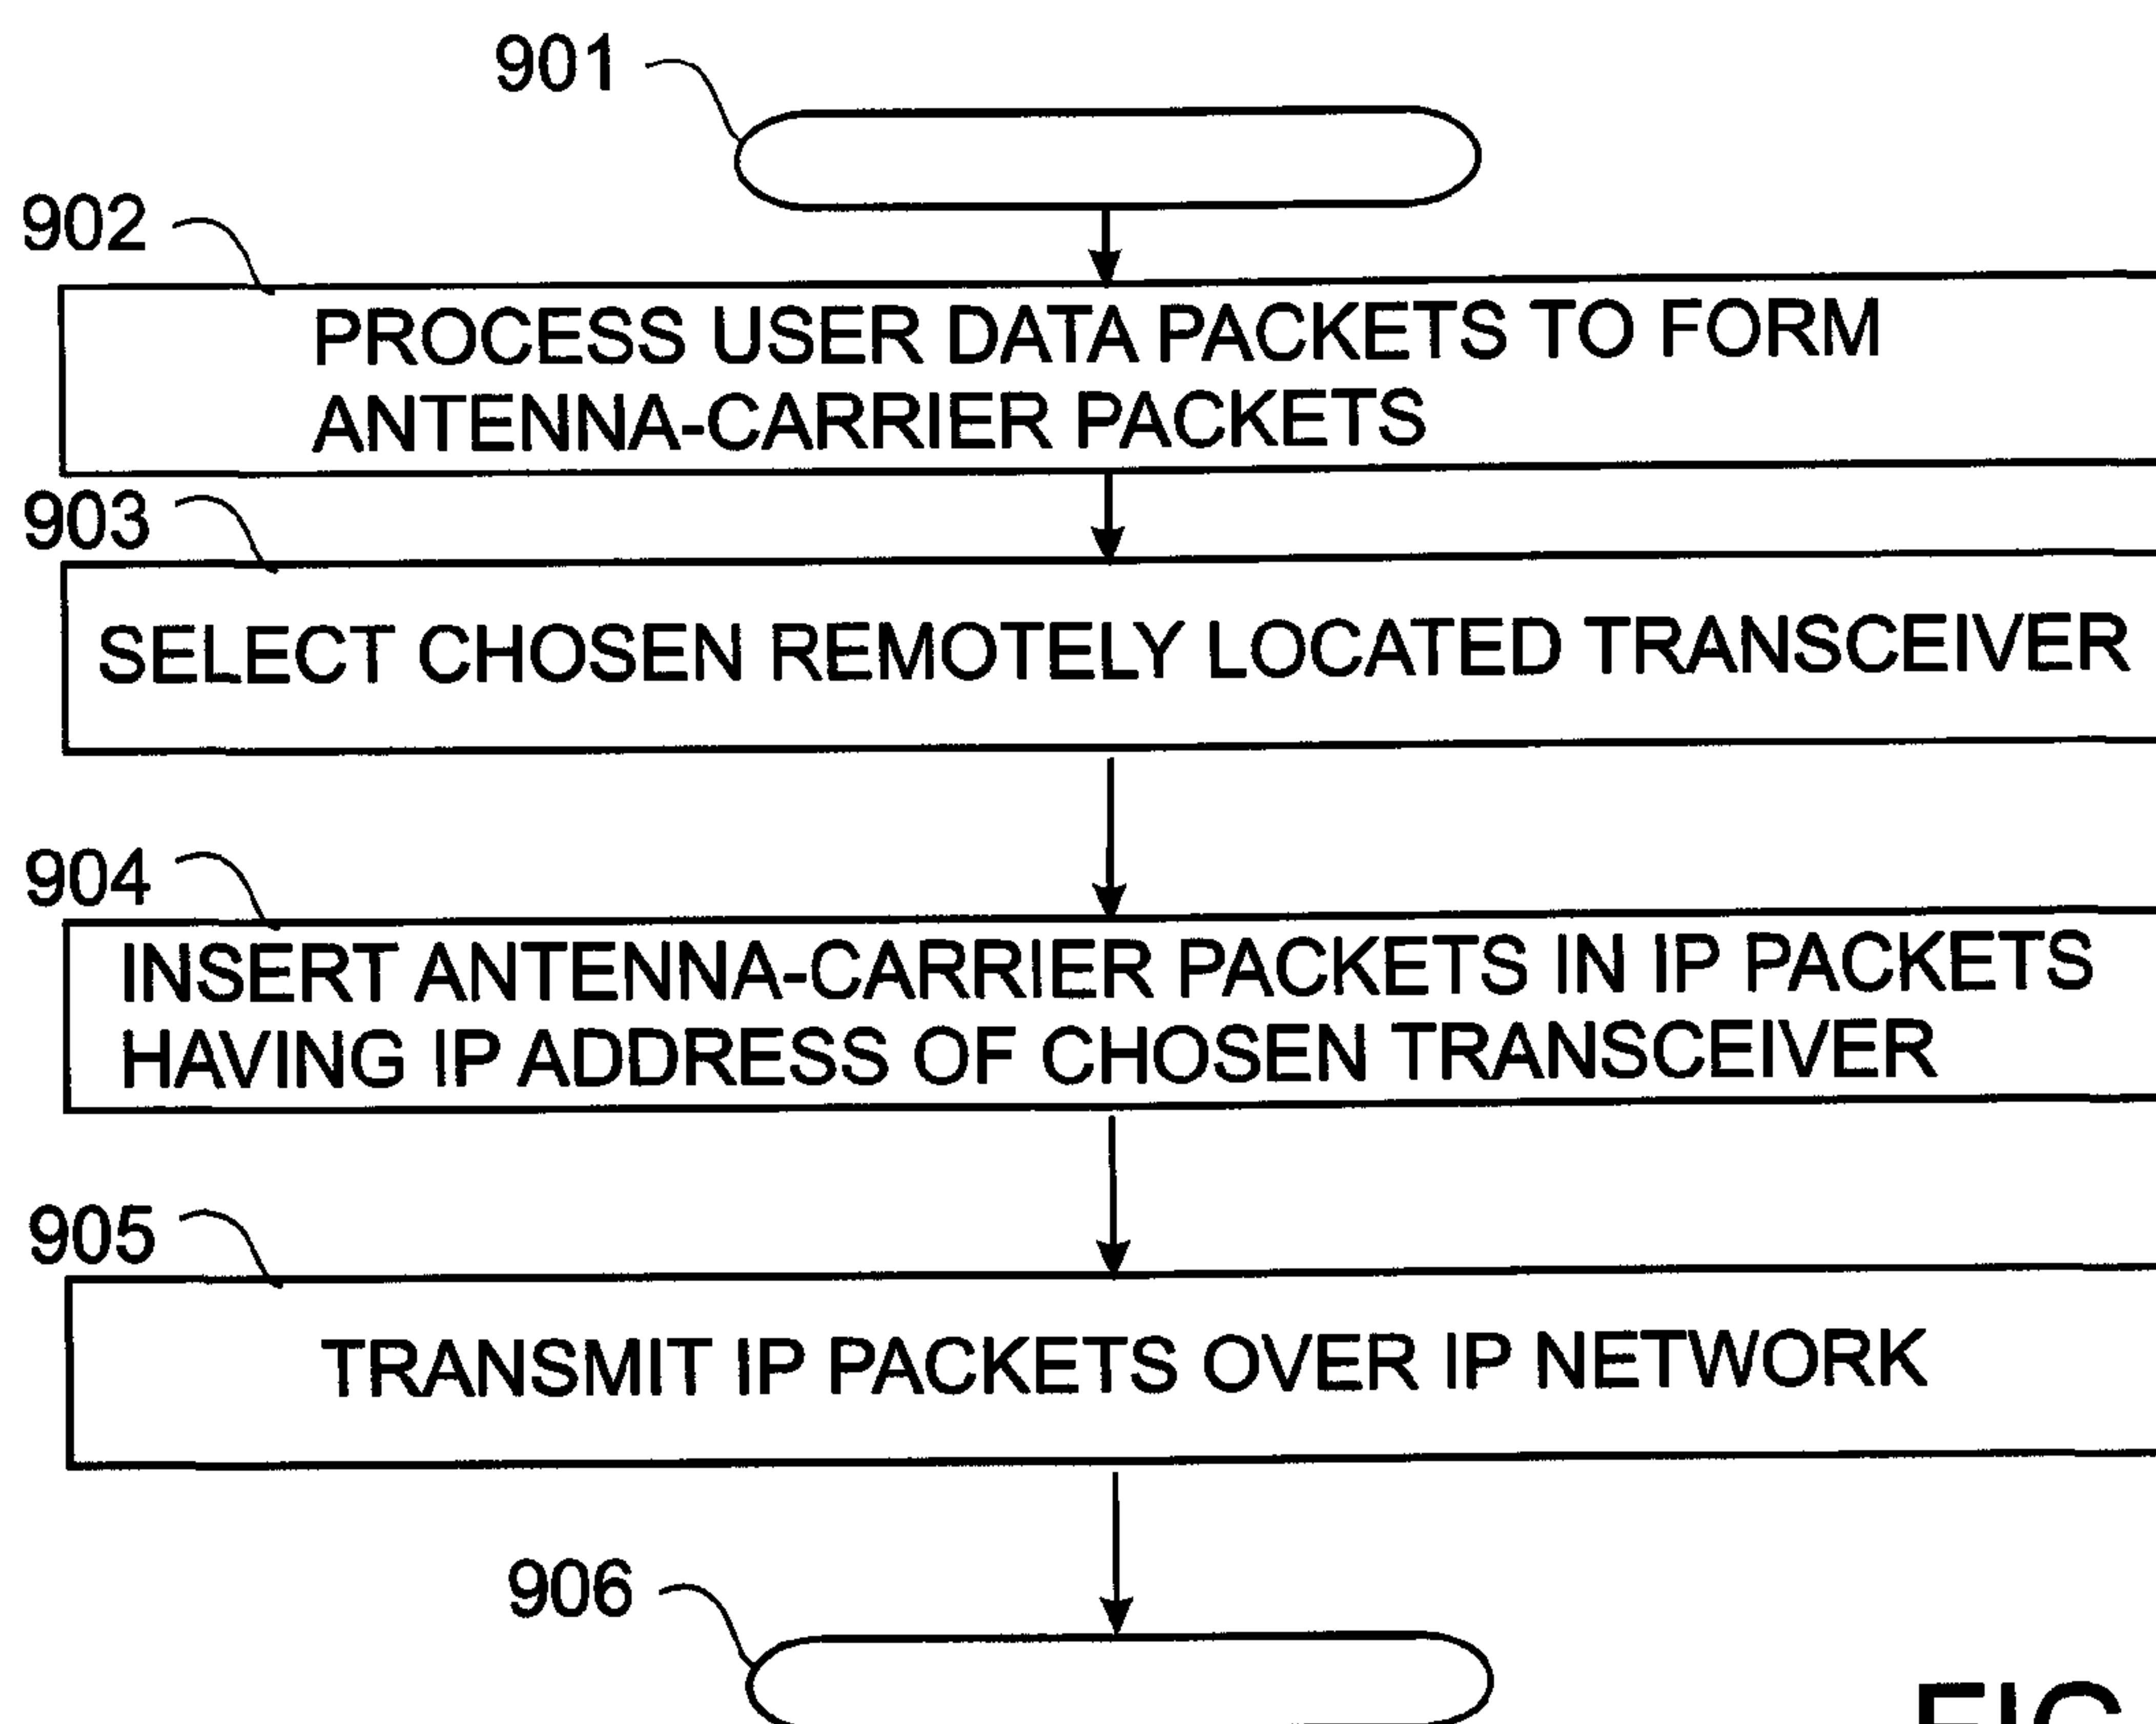 901
902
PROCESS USER DATA PACKETS TO FORM
ANTENNA-CARRIER PACKETS
903
SELECT CHOSEN REMOTELY LOCATED TRANSCEIVER
904
INSERT ANTENNA-CARRIER PACKETS IN IP PACKETS
HAVING IP ADDRESS OF CHOSEN TRANSCEIVER
905
TRANSMIT IP PACKETS OVER IP NETWORK
906
FIG